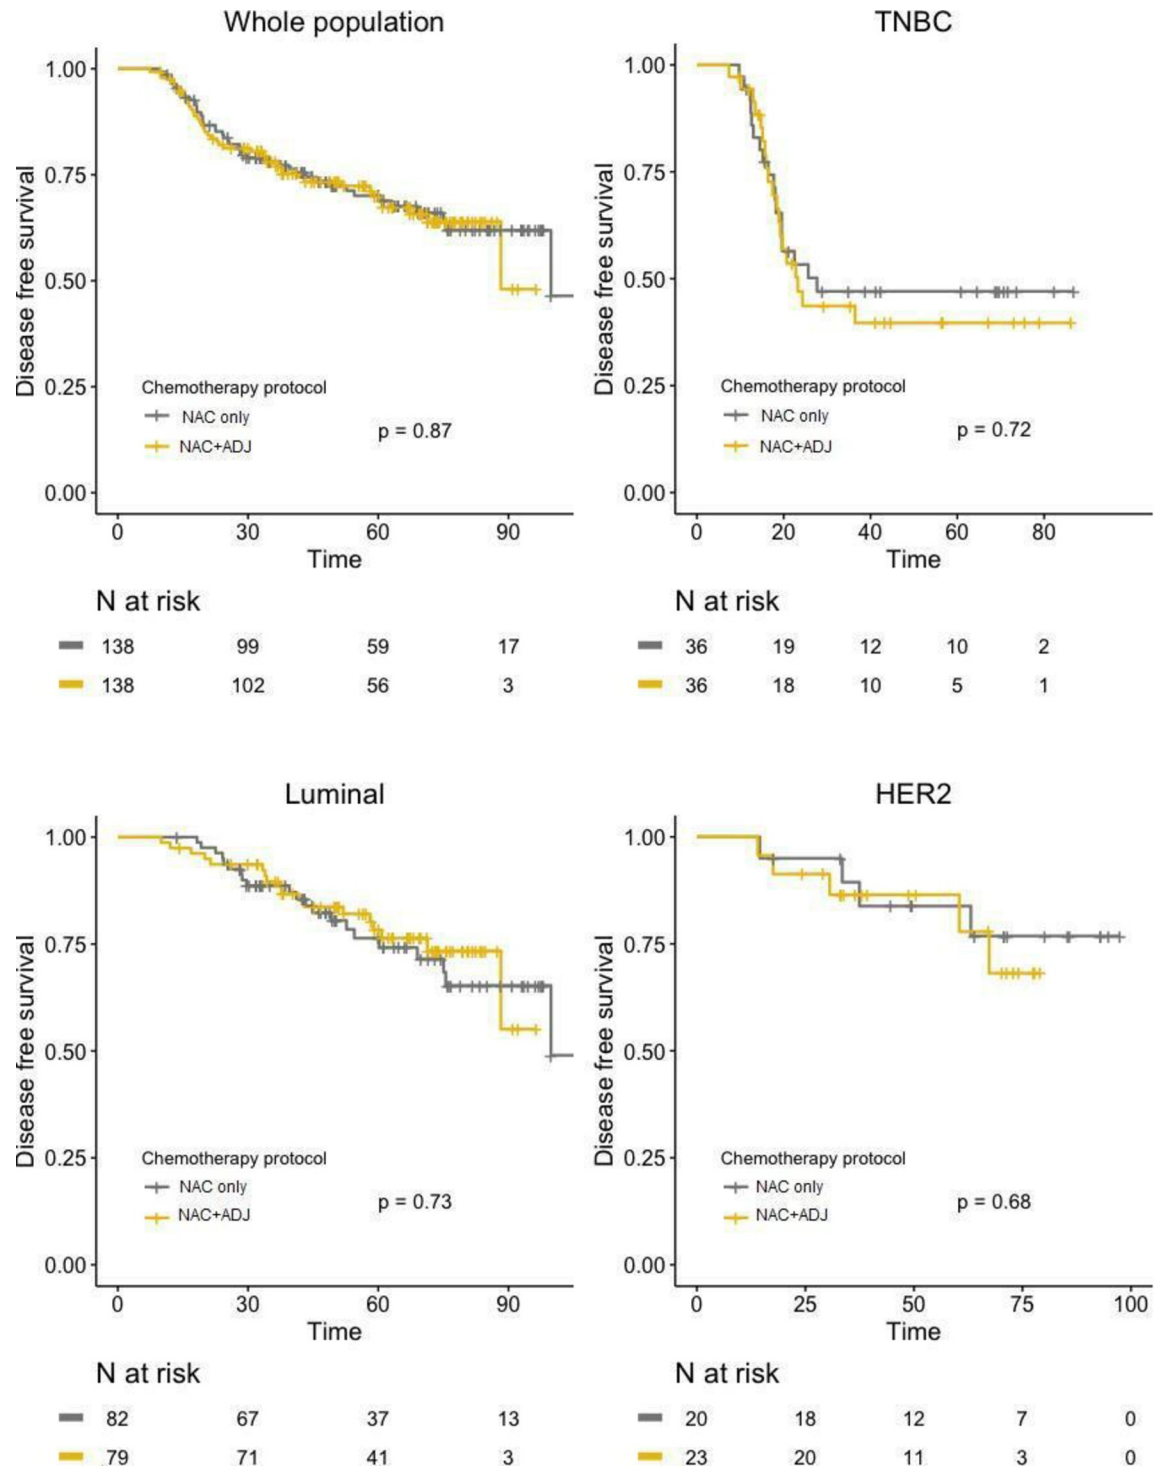 Whole population
1.00
0.75
0.50
0.25
0.00
Disease free survival
Chemotherapy protocol
NAC only
NAC+ADJ
p = 0.87
0 30 60 90
Time
N at risk
138 99 59 17
138 102 56 3
TNBC
1.00
0.75
0.50
0.25
0.00
Disease free survival
Chemotherapy protocol
NAC only
NAC+ADJ
p = 0.72
0 20 40 60 80
Time
N at risk
36 19 12 10 2
36 18 10 5 1
Luminal
1.00
0.75
0.50
0.25
0.00
Disease free survival
Chemotherapy protocol
NAC only
NAC+ADJ
p = 0.73
0 30 60 90
Time
N at risk
82 67 37 13
79 71 41 3
HER2
1.00
0.75
0.50
0.25
0.00
Disease free survival
Chemotherapy protocol
NAC only
NAC+ADJ
p = 0.68
0 25 50 75 100
Time
N at risk
20 18 12 7 0
23 20 11 3 0